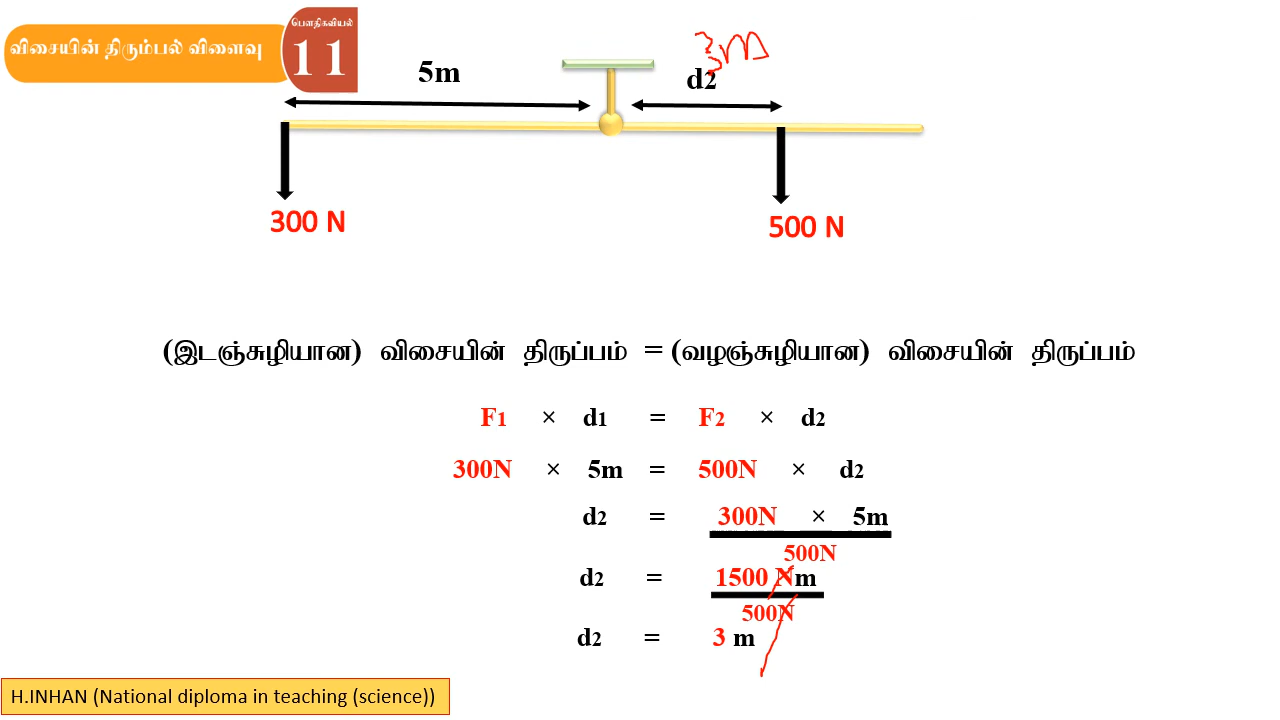 விசையின் திரும்பல் விளைவு
பௌதிகவியல்
11
5m
3m
d2
300 N
500 N
(இடஞ்சுழியான) விசையின் திருப்பம் = (வழஞ்சுழியான) விசையின் திருப்பம்
F1 × d1 = F2 × d2
300N × 5m = 500N × d2
d2 = 300N × 5m
500N
d2 = 1500 Nm
500N
d2 = 3 m
H.INHAN (National diploma in teaching (science))